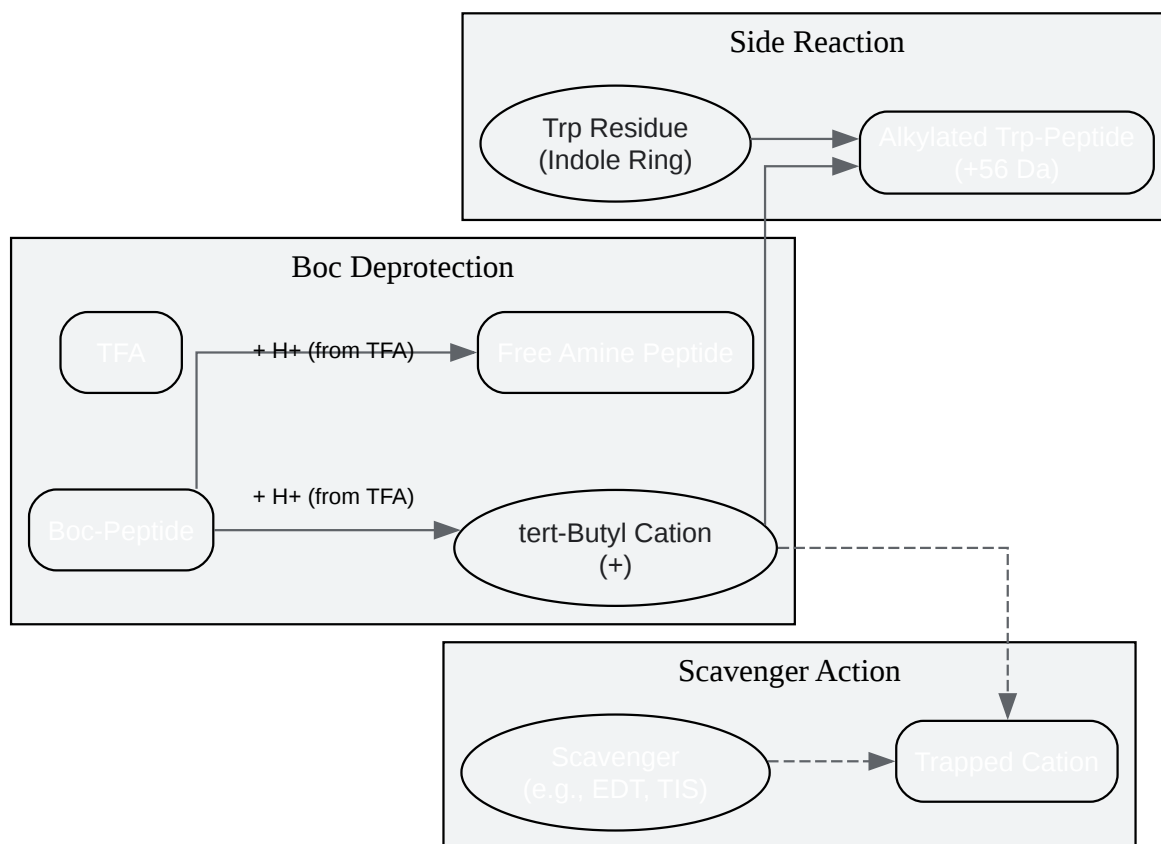 Side Reaction
Trp Residue
(Indole Ring)
Alkylated Trp-Peptide
(+56 Da)
Boc Deprotection
TFA
+ H+ (from TFA)
Free Amine Peptide
Boc-Peptide
+ H+ (from TFA)
tert-Butyl Cation
(+)
Scavenger Action
Scavenger
(e.g., EDT, TIS)
Trapped Cation